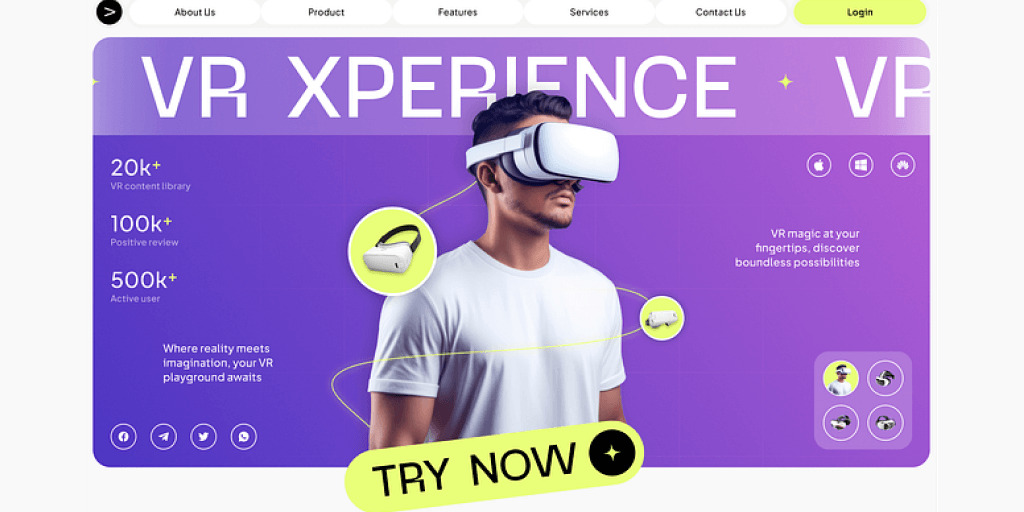 About Us
Product
Features
Services
Contact Us
Login
VR XPERIENCE
VR
20k+
VR content library
100k+
Positive review
500k+
Active user
VR magic at your
fingertips, discover
boundless possibilities
Where reality meets
imagination, your VR
playground awaits
TRY NOW